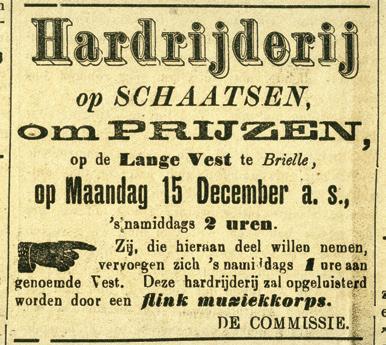 Hardrijderij
op SCHAATSEN,
om PRIJZEN,
op de Lange Vest te Brielle,
op Maandag 15 December a. s.,
's namiddags 2 uren.
Zij, die hieraan deel willen nemen,
vervoegen zich 's namiddags 1 ure aan
genoemde Vest. Deze hardrijderij zal opgeluisterd
worden door een flink muziekkorps.
DE COMMISSIE.